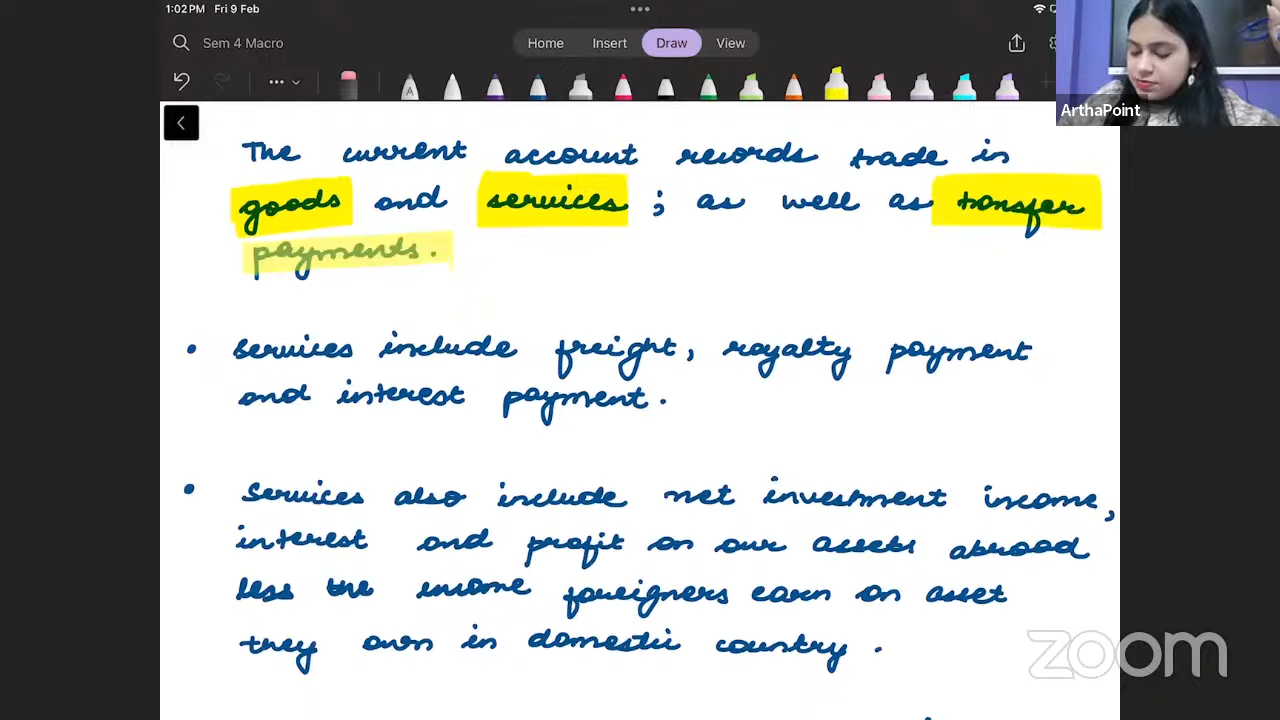 1:02 PM Fri 9 Feb
Sem 4 Macro
Home Insert Draw View
ArthaPoint
The current account records trade in
goods and services ; as well as transfer
payments.
• Services include freight, royalty payment
and interest payment.
• Services also include net investment income,
interest and profit on our assets abroad
less the income foreigners earn on asset
they own in domestic country.
zoom